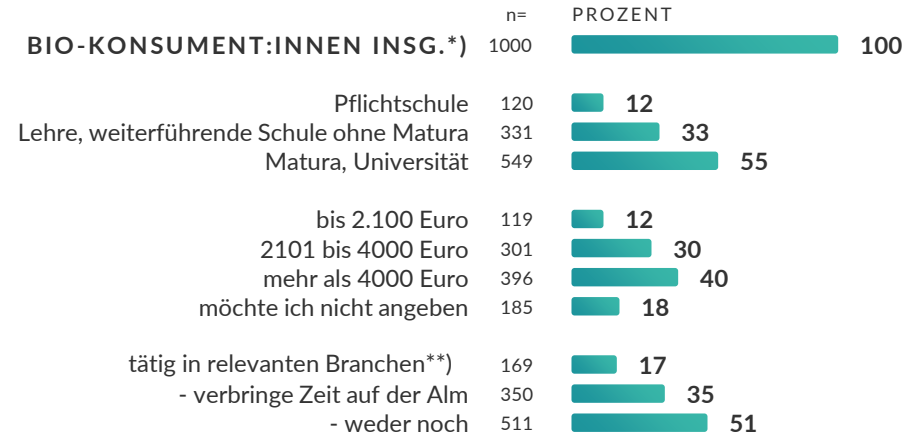 n= PROZENT
BIO-KONSUMENT:INNEN INSG.*) 1000 100
Pflichtschule 120 12
Lehre, weiterführende Schule ohne Matura 331 33
Matura, Universität 549 55
bis 2.100 Euro 119 12
2101 bis 4000 Euro 301 30
mehr als 4000 Euro 396 40
möchte ich nicht angeben 185 18
tätig in relevanten Branchen**) 169 17
- verbringe Zeit auf der Alm 350 35
- weder noch 511 51